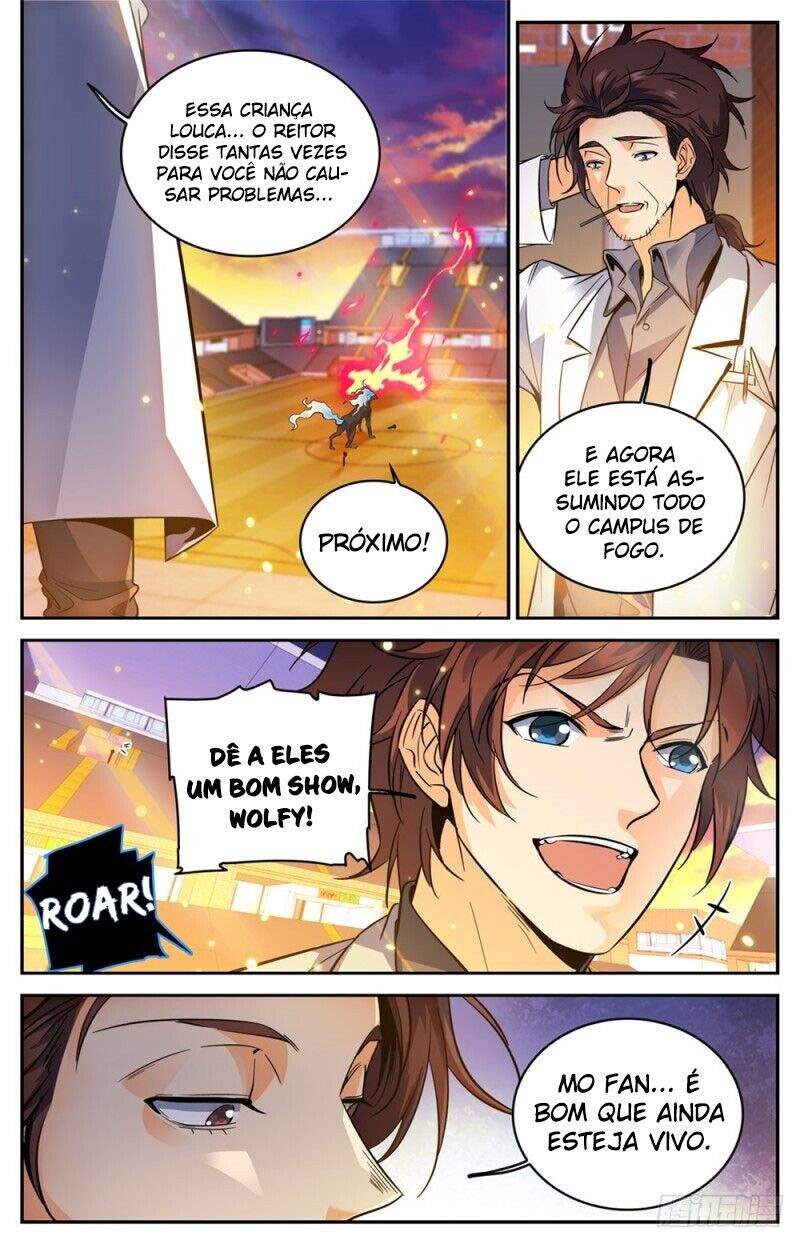 ESSA CRIANÇA
LOUCA... O REITOR
DISSE TANTAS VEZES
PARA VOCÊ NÃO CAU-
SAR PROBLEMAS...
PRÓXIMO!
E AGORA
ELE ESTÁ AS-
SUMINDO TODO
O CAMPUS DE
FOGO.
DÊ A ELES
UM BOM SHOW,
WOLFY!
ROAR!
MO FAN... É
BOM QUE AINDA
ESTEJA VIVO.